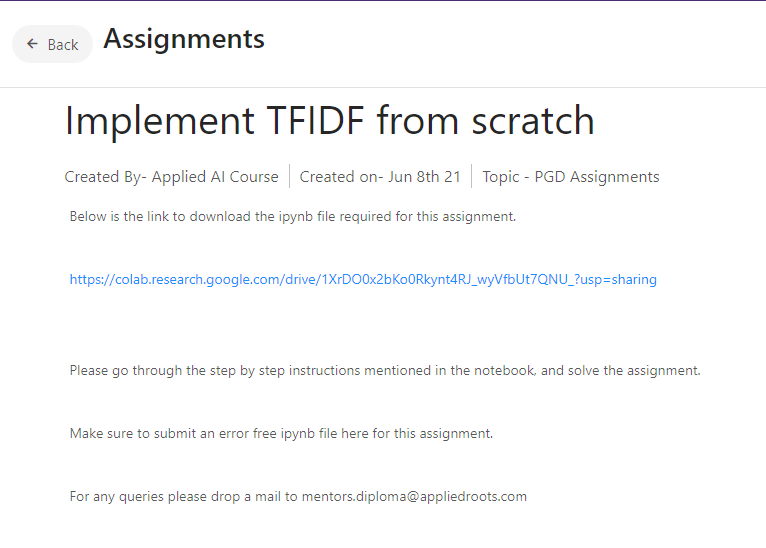 ← Back
Assignments
Implement TFIDF from scratch
Created By- Applied AI Course | Created on- Jun 8th 21 | Topic - PGD Assignments
Below is the link to download the ipynb file required for this assignment.
https://colab.research.google.com/drive/1XrDO0x2bKo0Rkynt4RJ_wyVfbUt7QNU_?usp=sharing
Please go through the step by step instructions mentioned in the notebook, and solve the assignment.
Make sure to submit an error free ipynb file here for this assignment.
For any queries please drop a mail to mentors.diploma@appliedroots.com